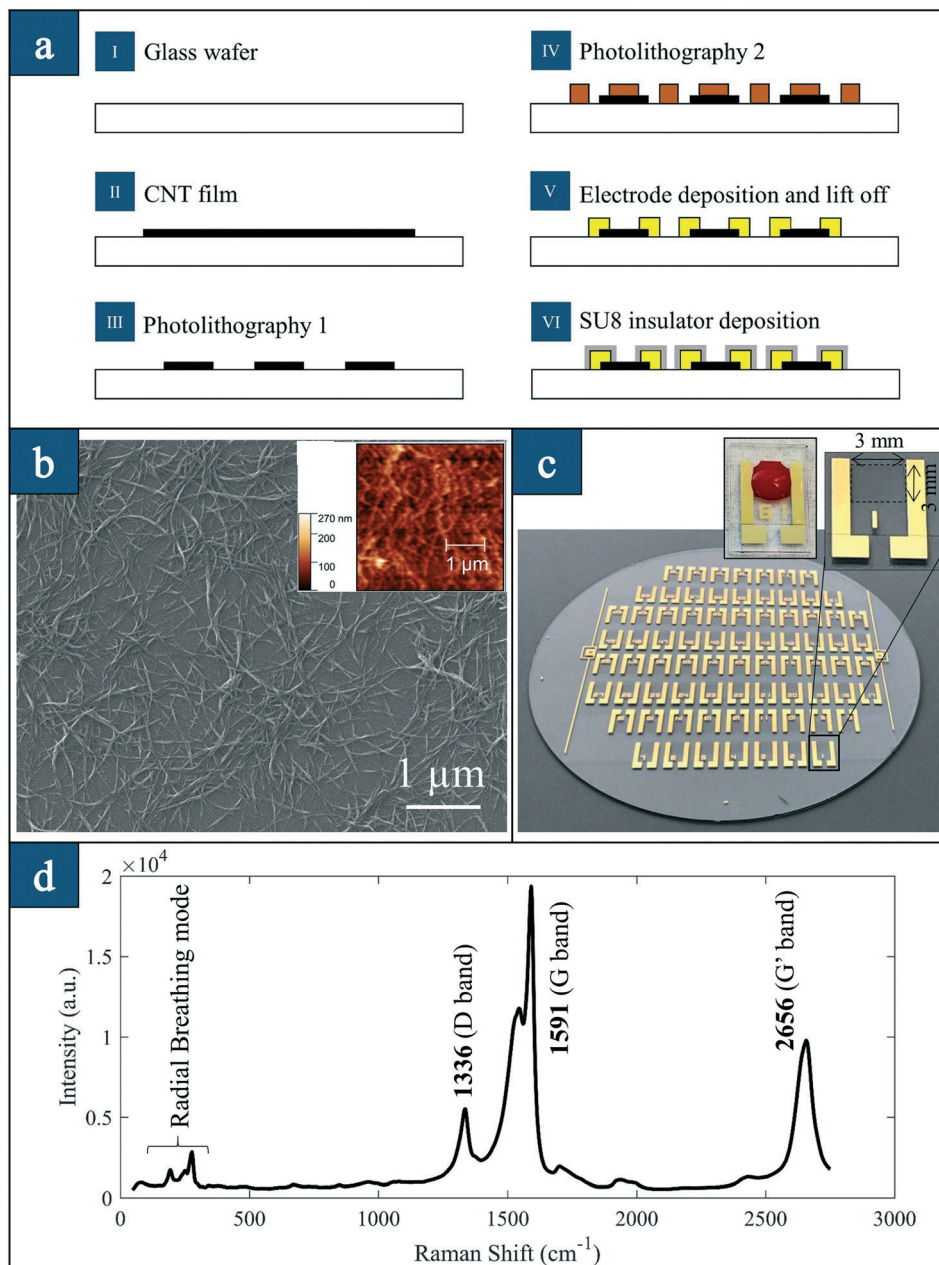 a
I Glass wafer
II CNT film
III Photolithography 1
IV Photolithography 2
V Electrode deposition and lift off
VI SU8 insulator deposition
b
270 nm
200
100
0
1 µm
1 µm
c
3 mm
3 mm
d
×10⁴
2
1.5
1
0.5
0
Intensity (a.u.)
Radial Breathing mode
1336 (D band)
1591 (G band)
2656 (G’ band)
0 500 1000 1500 2000 2500 3000
Raman Shift (cm⁻¹)